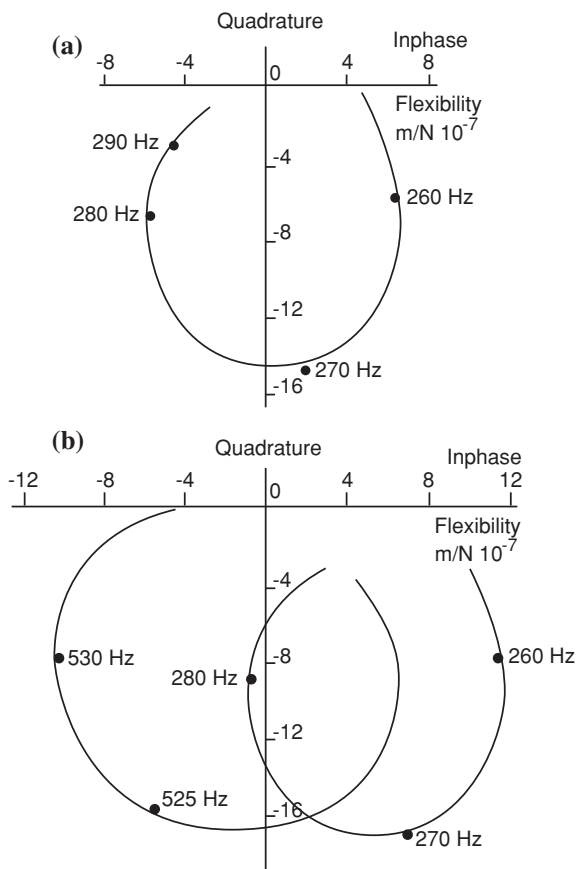 Quadrature
(a)
Inphase
-8 -4 0 4 8
Flexibility
m/N 10-7
290 Hz
-4
280 Hz
260 Hz
-8
-12
270 Hz
-16
(b)
Quadrature
Inphase
-12 -8 -4 0 4 8 12
Flexibility
m/N 10-7
-4
530 Hz
280 Hz
-8
260 Hz
-12
525 Hz
-16
270 Hz